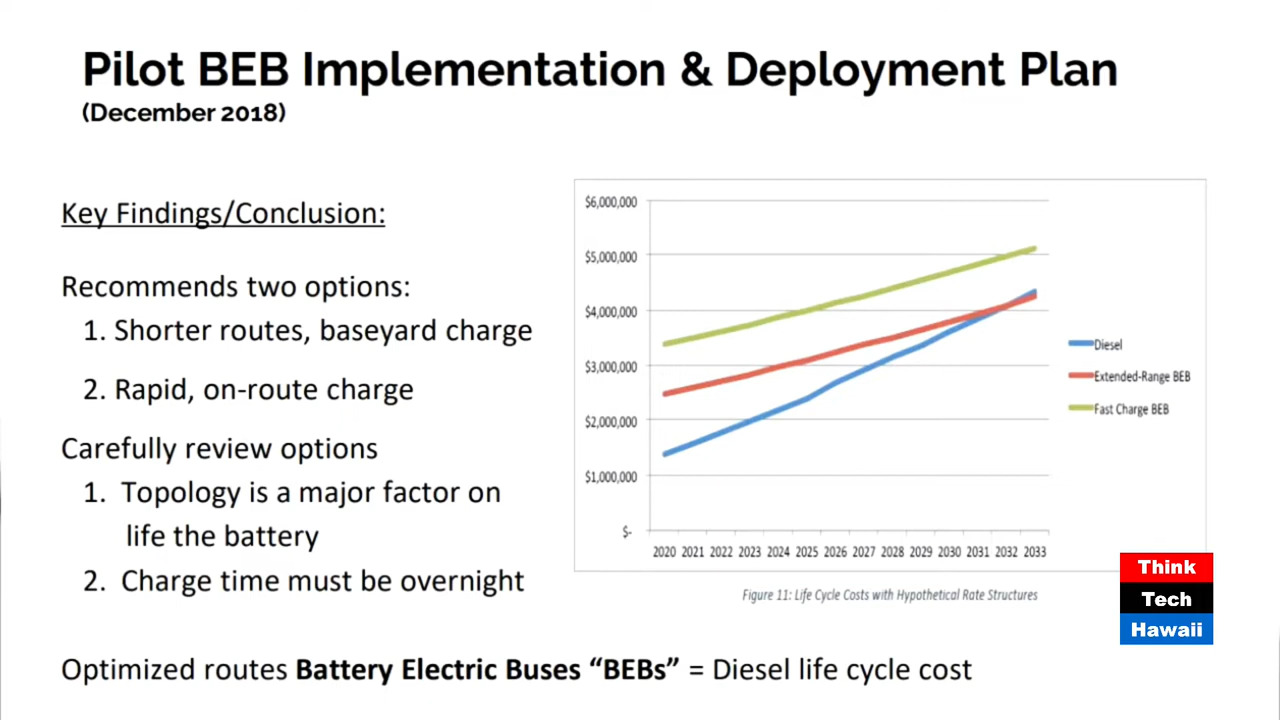 Pilot BEB Implementation & Deployment Plan
(December 2018)
Key Findings/Conclusion:
Recommends two options:
1. Shorter routes, baseyard charge
2. Rapid, on-route charge
Carefully review options
1. Topology is a major factor on
life the battery
2. Charge time must be overnight
Optimized routes Battery Electric Buses “BEBs” = Diesel life cycle cost
$6,000,000
$5,000,000
$4,000,000
$3,000,000
$2,000,000
$1,000,000
$-
2020 2021 2022 2023 2024 2025 2026 2027 2028 2029 2030 2031 2032 2033
Diesel
Extended-Range BEB
Fast Charge BEB
Figure 11: Life Cycle Costs with Hypothetical Rate Structures
Think
Tech
Hawaii